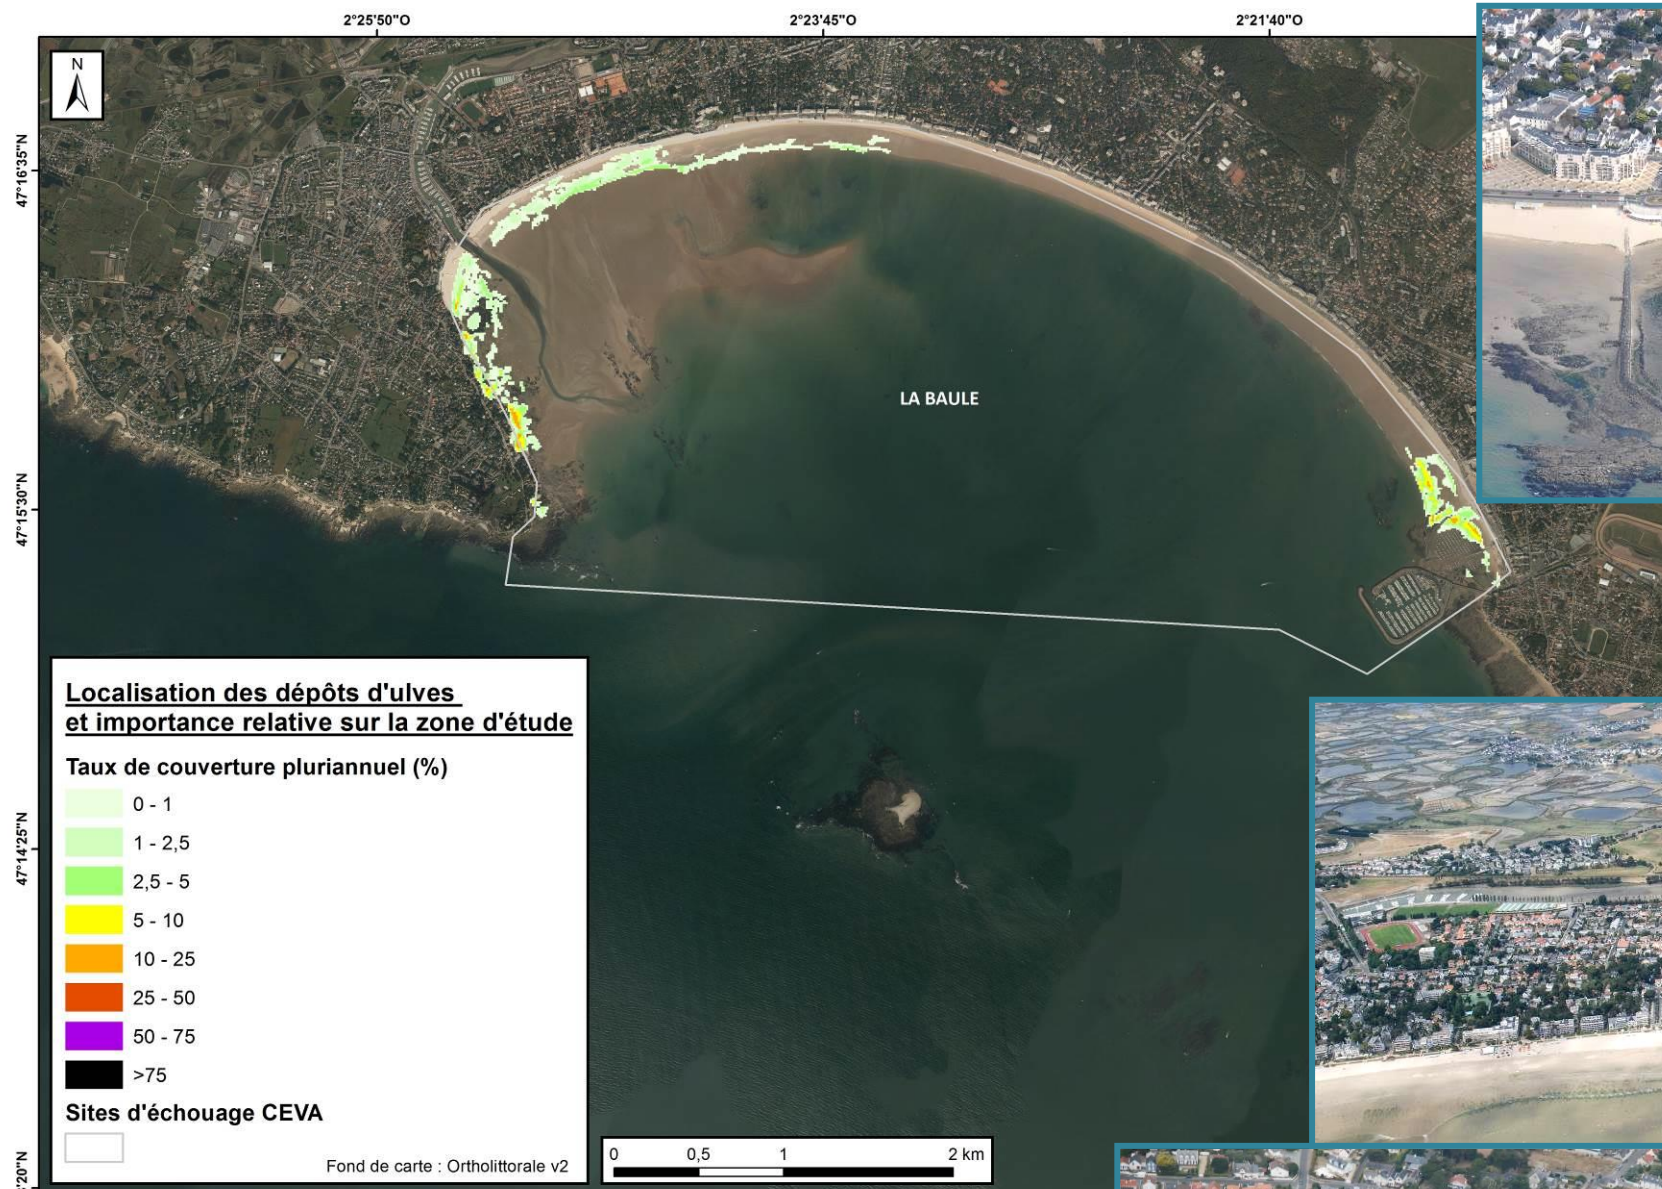 2°25'50"O
2°23'45"O
2°21'40"O
N
47°16'35"N
47°15'30"N
47°14'25"N
'20"N
LA BAULE
Localisation des dépôts d'ulves
et importance relative sur la zone d'étude
Taux de couverture pluriannuel (%)
0 - 1
1 - 2,5
2,5 - 5
5 - 10
10 - 25
25 - 50
50 - 75
>75
Sites d'échouage CEVA
Fond de carte : Ortholittorale v2
0 0,5 1 2 km